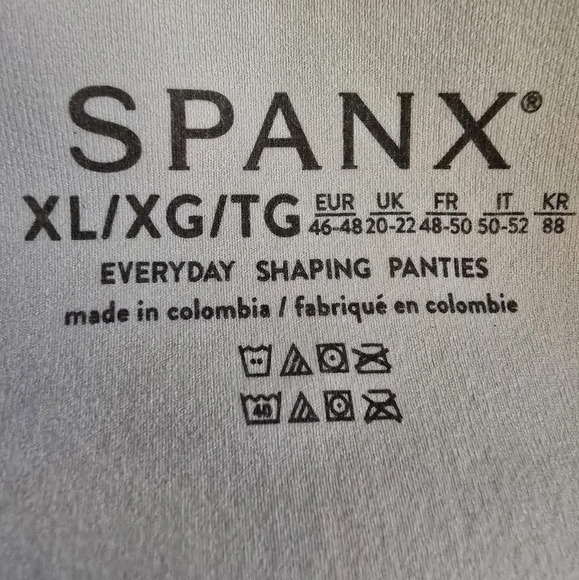 SPANX®
XL/XG/TG EUR 46-48 UK 20-22 FR 48-50 IT 50-52 KR 88
EVERYDAY SHAPING PANTIES
made in colombia / fabriqué en colombie
40